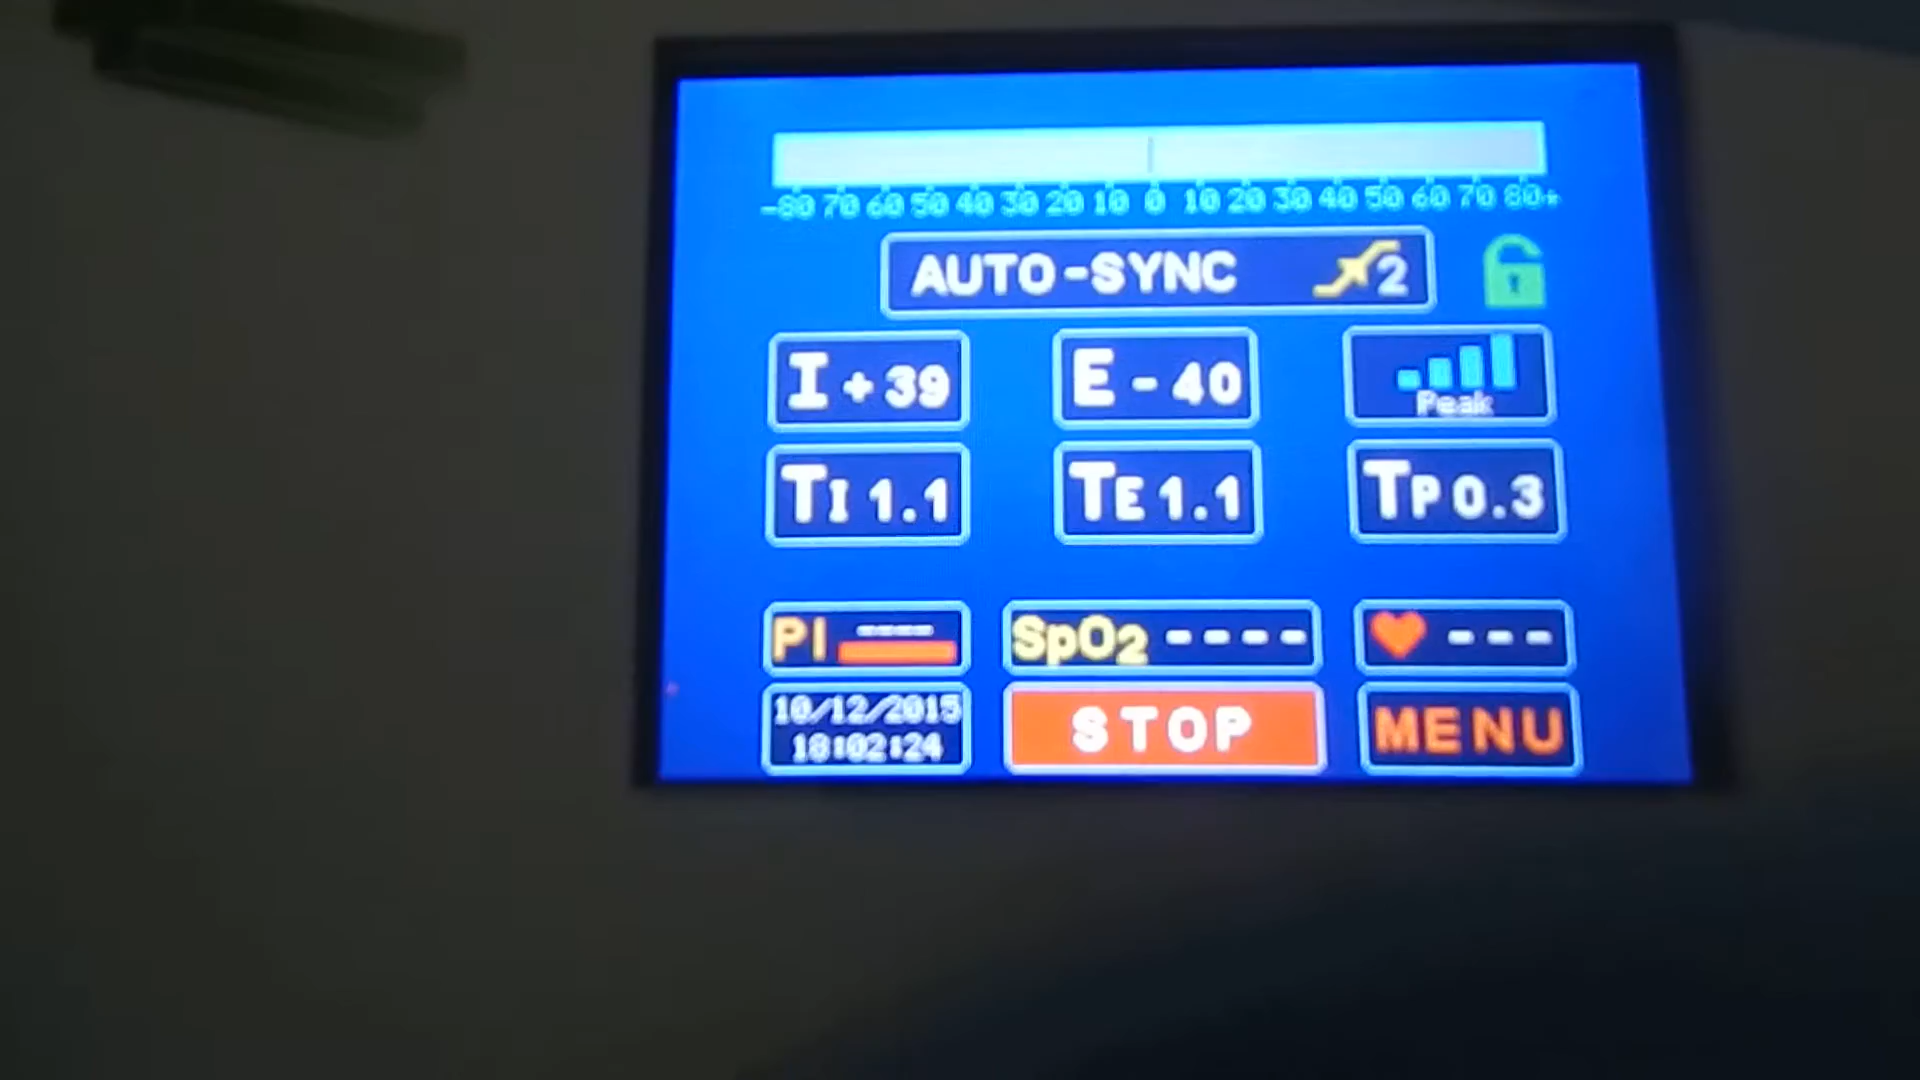 -80 70 60 50 40 30 20 10 0 10 20 30 40 50 60 70 80+
AUTO-SYNC 2
I + 39 E - 40 Peak
TI 1.1 TE 1.1 TP 0.3
PI ---- SpO2 ---- ---
10/12/2015 STOP MENU
18:02:24